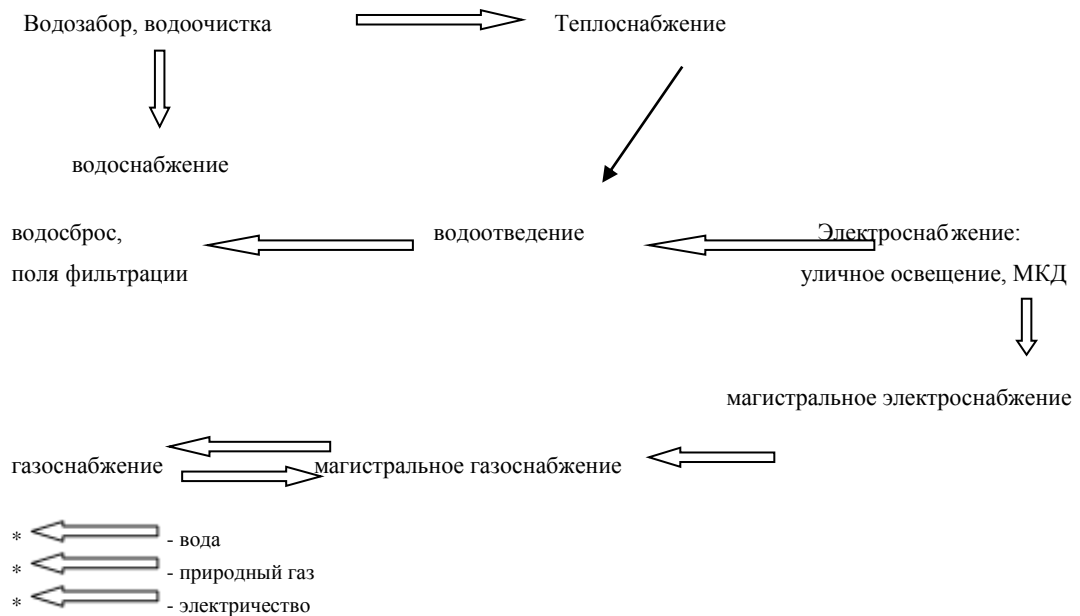 Водозабор, водоочистка Теплоснабжение
водоснабжение
водосброс, водоотведение Электроснабжение:
поля фильтрации уличное освещение, МКД
магистральное электроснабжение
газоснабжение магистральное газоснабжение
* - вода
* - природный газ
* - электричество